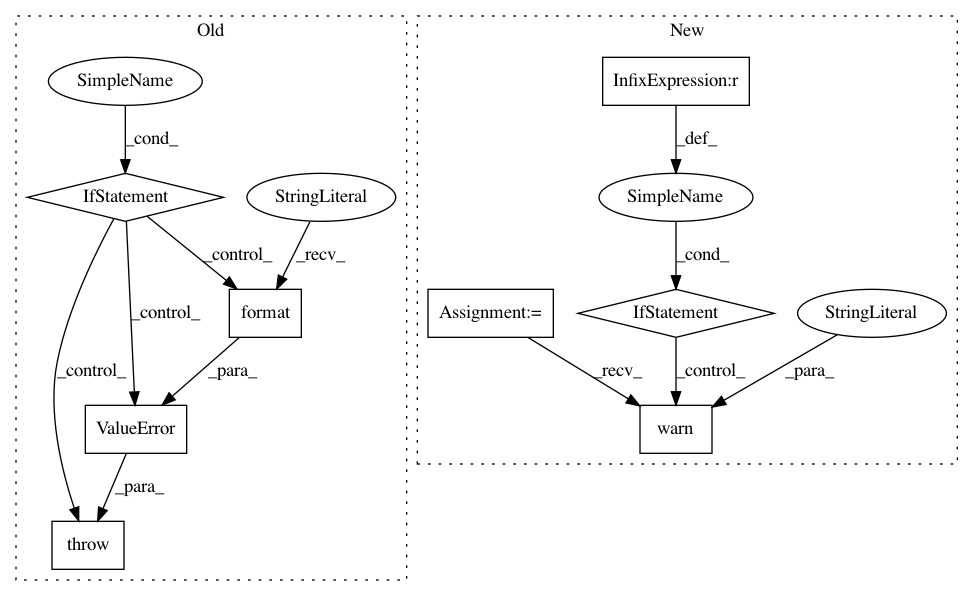 Old
New
SimpleName
InfixExpression:r
_cond_
_def_
IfStatement
StringLiteral
SimpleName
_control_
_recv_
_cond_
format
Assignment:=
IfStatement
StringLiteral
_control_
_control_
_para_
_recv_
_control_
_para_
ValueError
warn
_para_
throw